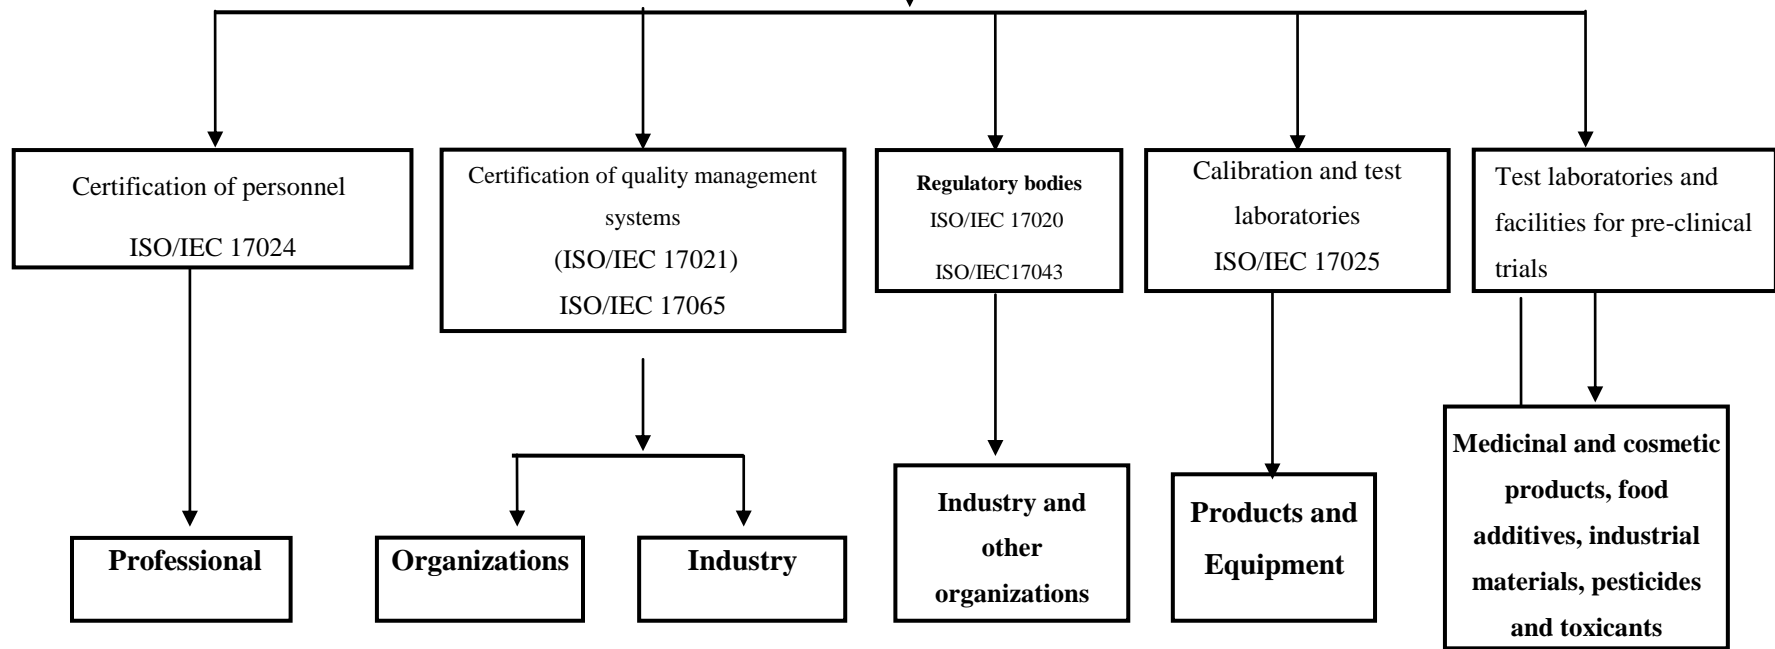 Certification of personnel
ISO/IEC 17024
Certification of quality management
systems
(ISO/IEC 17021)
ISO/IEC 17065
Regulatory bodies
ISO/IEC 17020
ISO/IEC17043
Calibration and test
laboratories
ISO/IEC 17025
Test laboratories and
facilities for pre-clinical
trials
Professional
Organizations
Industry
Industry and
other
organizations
Products and
Equipment
Medicinal and cosmetic
products, food
additives, industrial
materials, pesticides
and toxicants